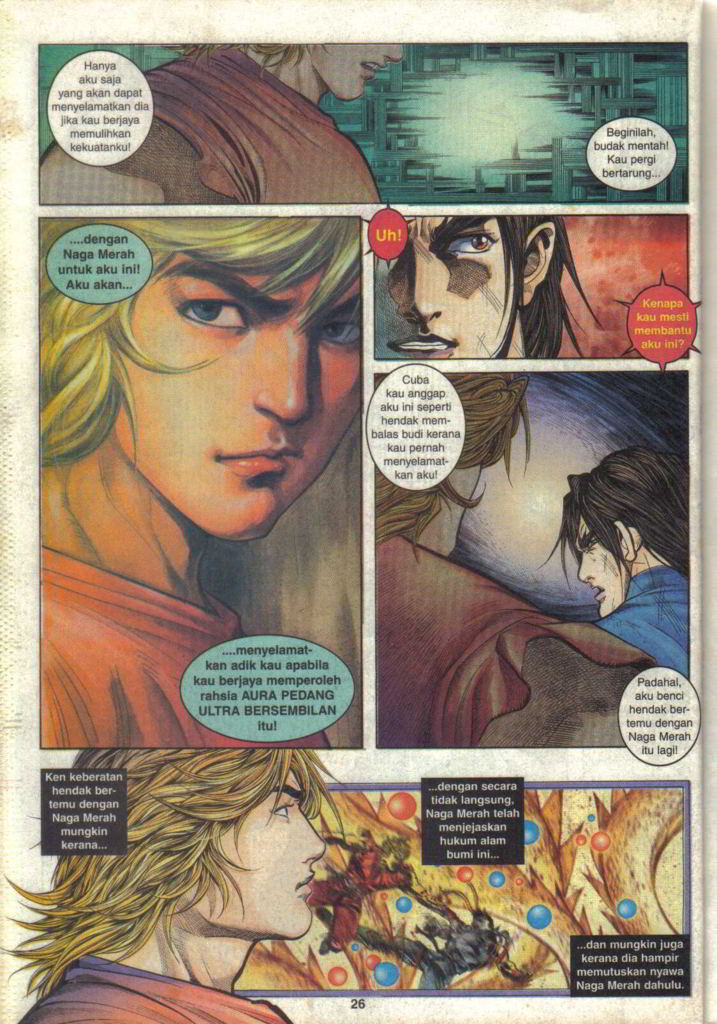 Hanya
aku saja
yang akan dapat
menyelamatkan dia
jika kau berjaya
memulihkan
kekuatanku!
Beginilah,
budak mentah!
Kau pergi
bertarung...
....dengan
Naga Merah
untuk aku ini!
Aku akan...
....menyelamat-
kan adik kau apabila
kau berjaya memperoleh
rahsia AURA PEDANG
ULTRA BERSEMBILAN
itu!
Uh!
Kenapa
kau mesti
membantu
aku ini?
Cuba
kau anggap
aku ini seperti
hendak mem-
balas budi kerana
kau pernah
menyelamat-
kan aku!
Padahal,
aku benci
hendak ber-
temu dengan
Naga Merah
itu lagi!
Ken keberatan
hendak ber-
temu dengan
Naga Merah
mungkin
kerana...
...dengan secara
tidak langsung,
Naga Merah telah
menjejaskan
hukum alam
bumi ini...
...dan mungkin juga
kerana dia hampir
memutuskan nyawa
Naga Merah dahulu.
26